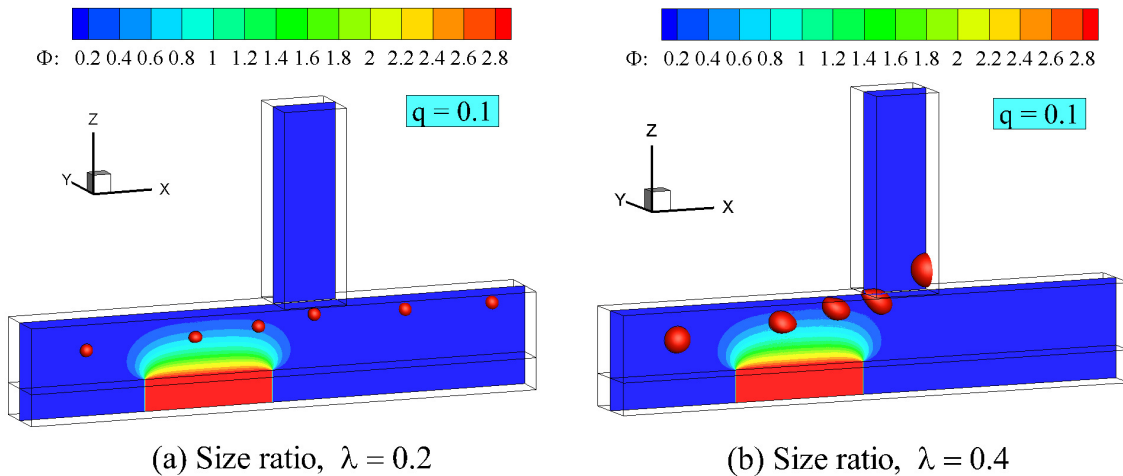 Φ: 0.2 0.4 0.6 0.8 1 1.2 1.4 1.6 1.8 2 2.2 2.4 2.6 2.8
q = 0.1
Z
Y
X
(a) Size ratio, λ = 0.2
Φ: 0.2 0.4 0.6 0.8 1 1.2 1.4 1.6 1.8 2 2.2 2.4 2.6 2.8
q = 0.1
Z
Y
X
(b) Size ratio, λ = 0.4